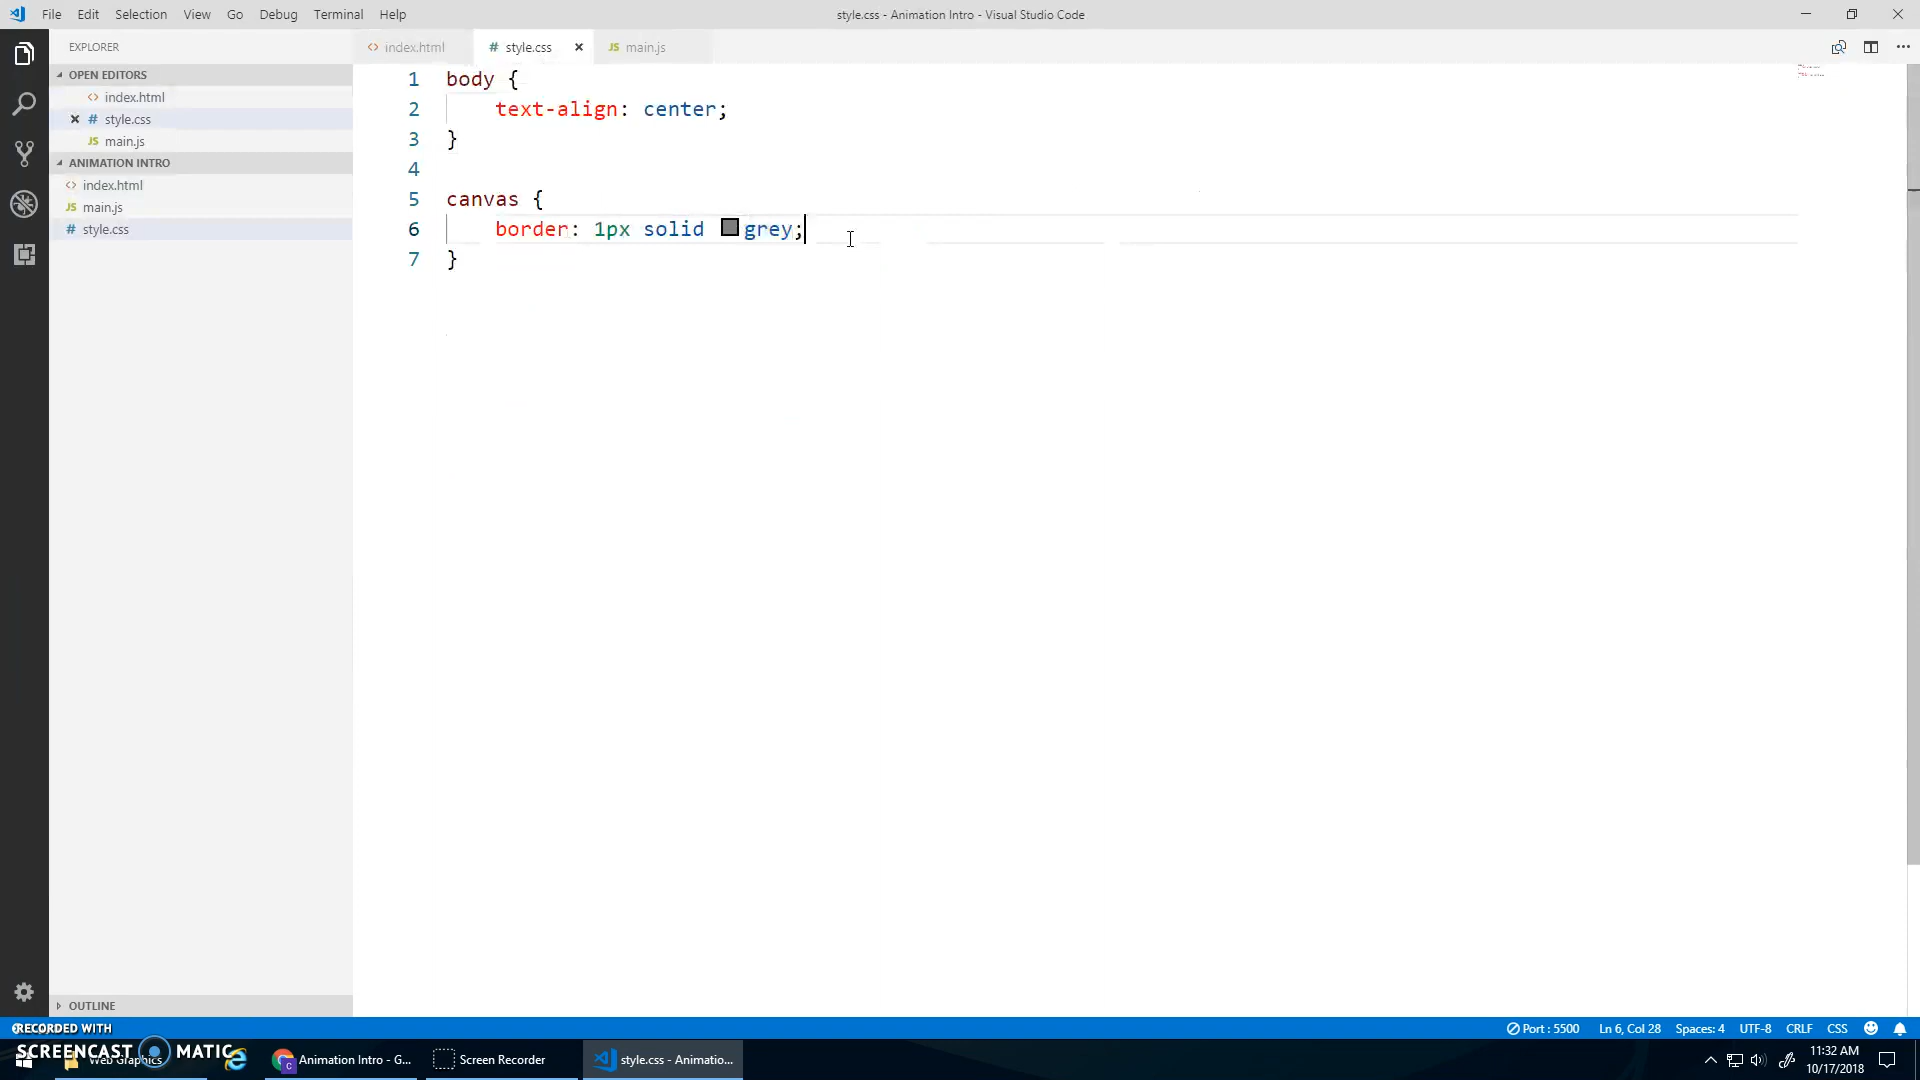 File Edit Selection View Go Debug Terminal Help
style.css - Animation Intro - Visual Studio Code
EXPLORER
OPEN EDITORS
index.html
style.css
main.js
ANIMATION INTRO
index.html
main.js
style.css
OUTLINE
index.html
style.css
main.js
1 body {
2 text-align: center;
3 }
4
5 canvas {
6 border: 1px solid grey;
7 }
Port : 5500 Ln 6, Col 28 Spaces: 4 UTF-8 CRLF CSS
RECORDED WITH
SCREENCAST MATIC
Web Graphics
Animation Intro - G...
Screen Recorder
style.css - Animatio...
11:32 AM
10/17/2018